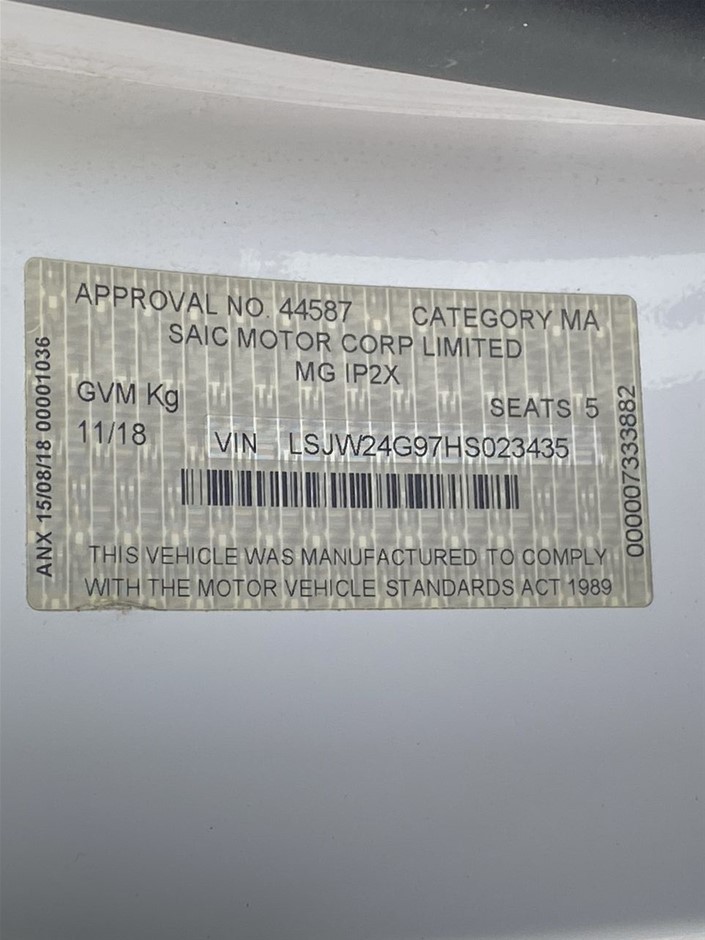 APPROVAL NO. 44587 CATEGORY MA
SAIC MOTOR CORP LIMITED
MG IP2X
GVM Kg SEATS 5
11/18 VIN LSJW24G97HS023435
THIS VEHICLE WAS MANUFACTURED TO COMPLY
WITH THE MOTOR VEHICLE STANDARDS ACT 1989
ANX 15/08/18 00001036
000007333882